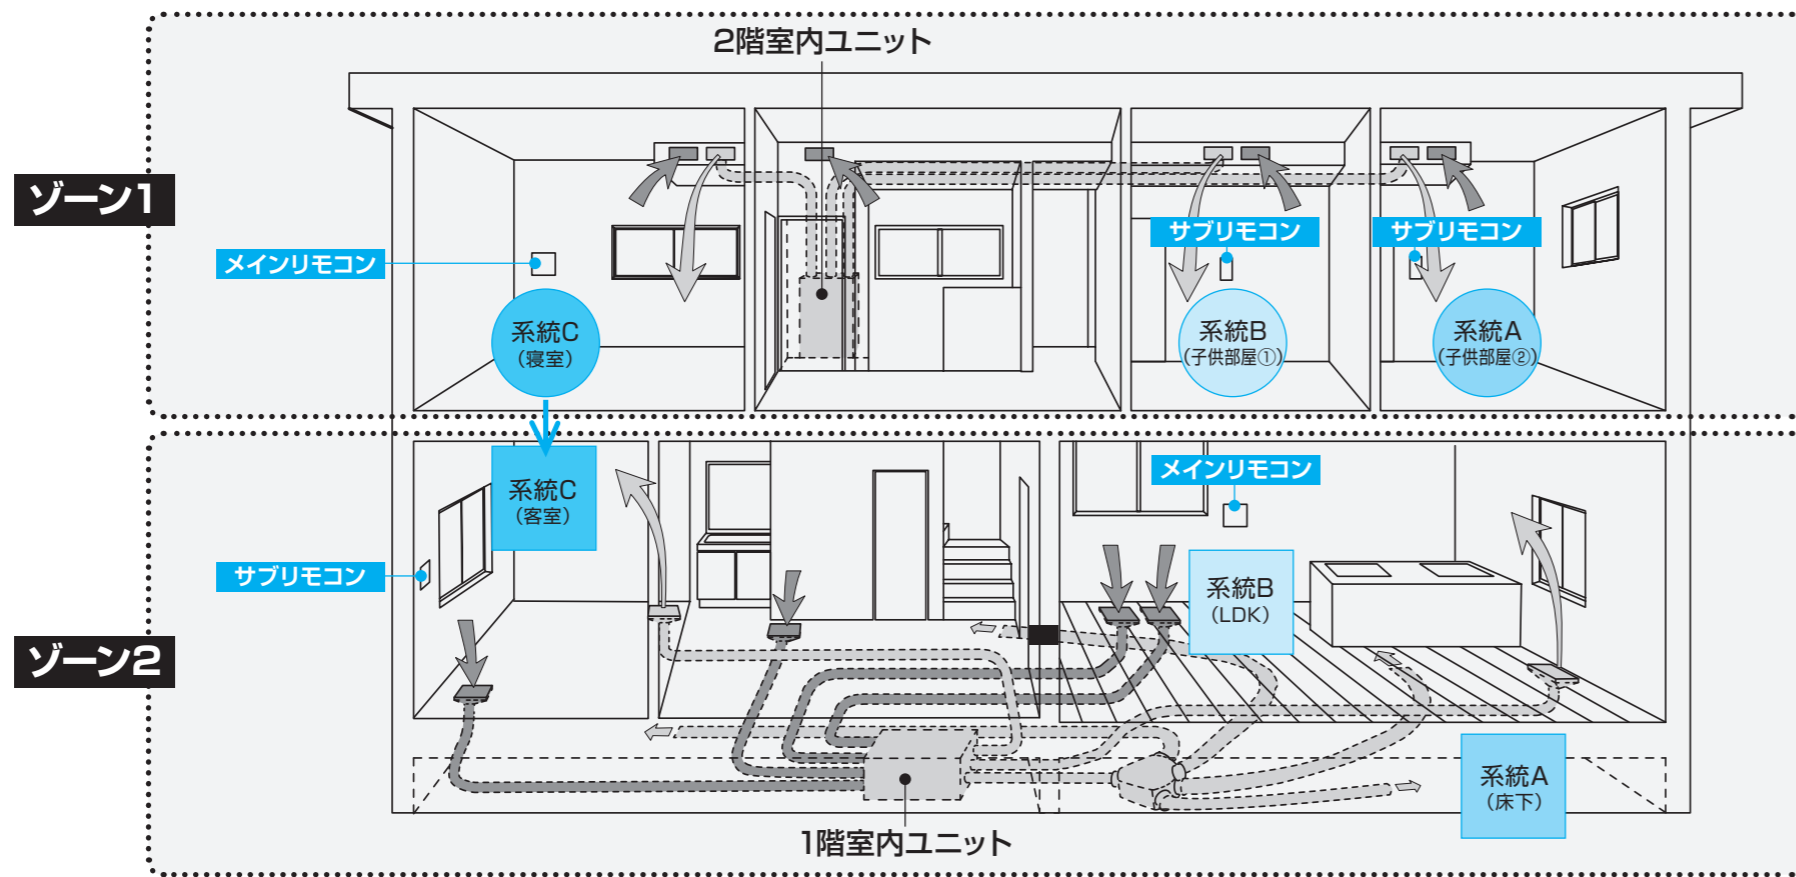 2階室内ユニット
ゾーン1
メインリモコン
サブリモコン
サブリモコン
系統C
(寝室)
系統B
(子供部屋①)
系統A
(子供部屋②)
ゾーン2
系統C
(客室)
メインリモコン
サブリモコン
系統B
(LDK)
系統A
(床下)
1階室内ユニット